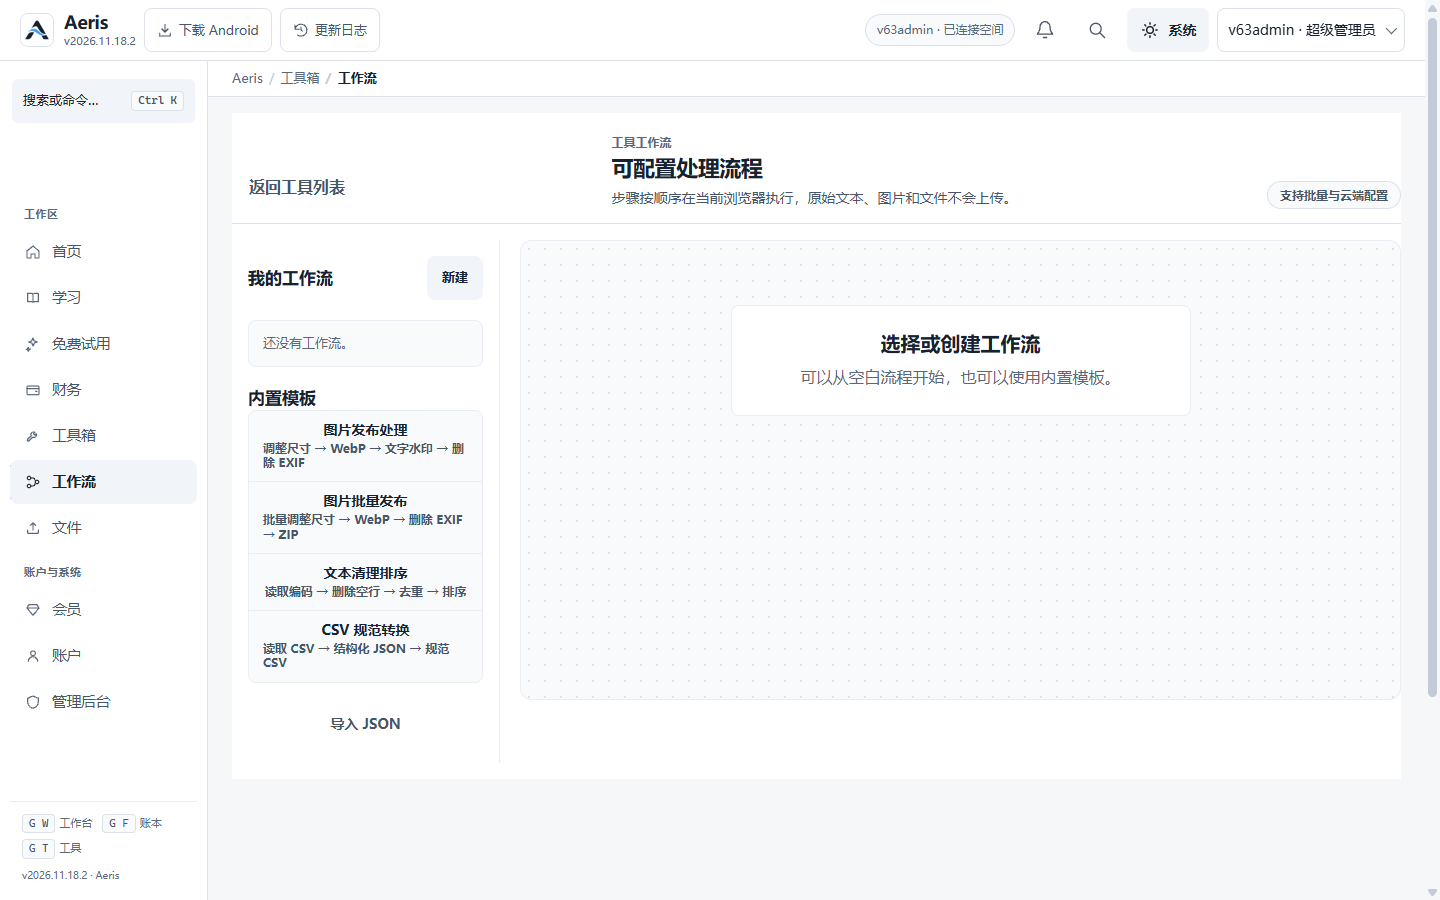 Aeris
v2026.11.18.2
下载 Android
更新日志
v63admin · 已连接空间
系统
v63admin · 超级管理员
搜索或命令...
Ctrl K
Aeris / 工具箱 / 工作流
工作区
首页
学习
免费试用
财务
工具箱
工作流
文件
账户与系统
会员
账户
管理后台
G W 工作台 G F 账本
G T 工具
v2026.11.18.2 · Aeris
返回工具列表
工具工作流
可配置处理流程
步骤按顺序在当前浏览器执行，原始文本、图片和文件不会上传。
支持批量与云端配置
我的工作流
新建
还没有工作流。
内置模板
图片发布处理
调整尺寸 → WebP → 文字水印 → 删
除 EXIF
图片批量发布
批量调整尺寸 → WebP → 删除 EXIF
→ ZIP
文本清理排序
读取编码 → 删除空行 → 去重 → 排序
CSV 规范转换
读取 CSV → 结构化 JSON → 规范
CSV
导入 JSON
选择或创建工作流
可以从空白流程开始，也可以使用内置模板。